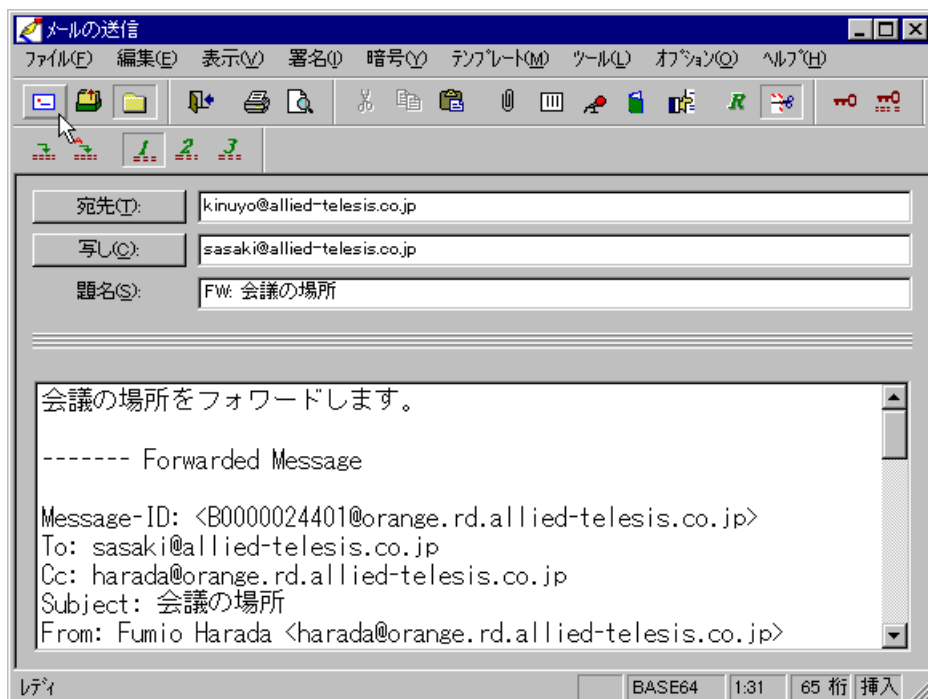 メールの送信
ファイル(F) 編集(E) 表示(V) 署名(I) 暗号(Y) テンプレート(M) ツール(L) オプション(O) ヘルプ(H)
R
1 2 3
宛先(T): kinuyo@allied-telesis.co.jp
写し(C): sasaki@allied-telesis.co.jp
題名(S): FW: 会議の場所
会議の場所をフォワードします。
------- Forwarded Message
Message-ID: <B0000024401@orange.rd.allied-telesis.co.jp>
To: sasaki@allied-telesis.co.jp
Cc: harada@orange.rd.allied-telesis.co.jp
Subject: 会議の場所
From: Fumio Harada <harada@orange.rd.allied-telesis.co.jp>
レディ BASE64 1:31 65 桁 挿入